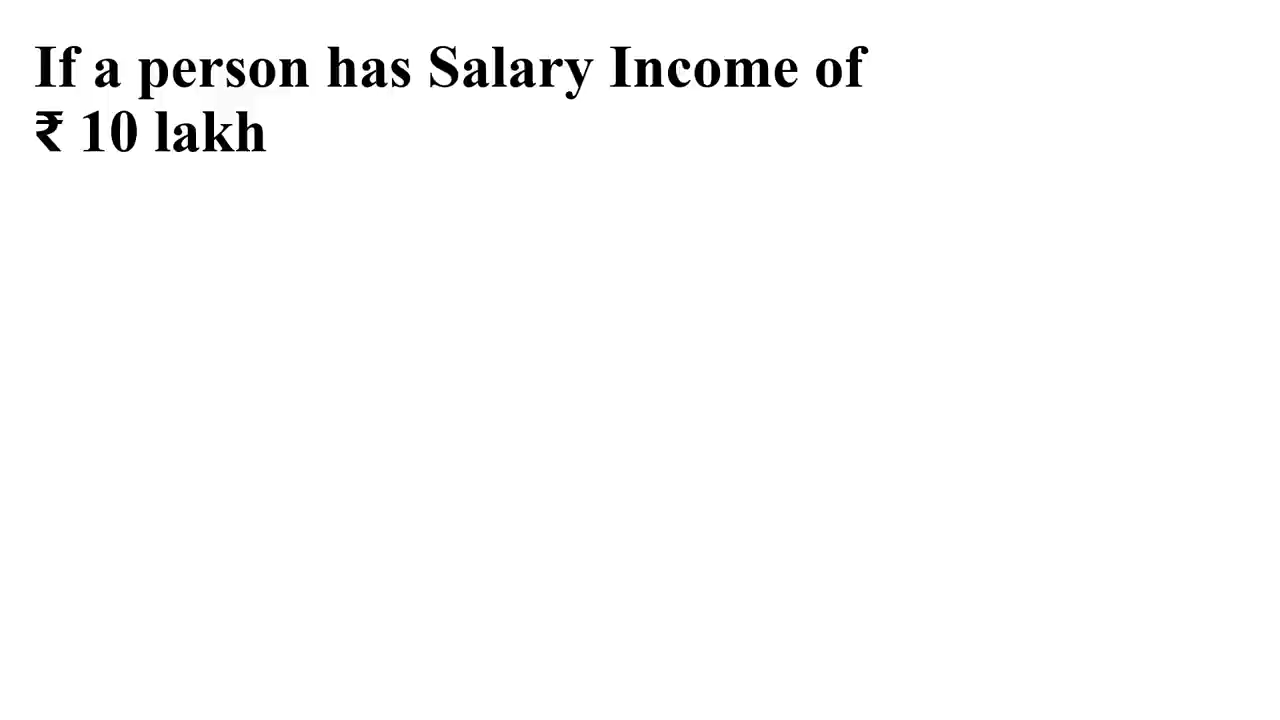 If a person has Salary Income of
₹ 10 lakh